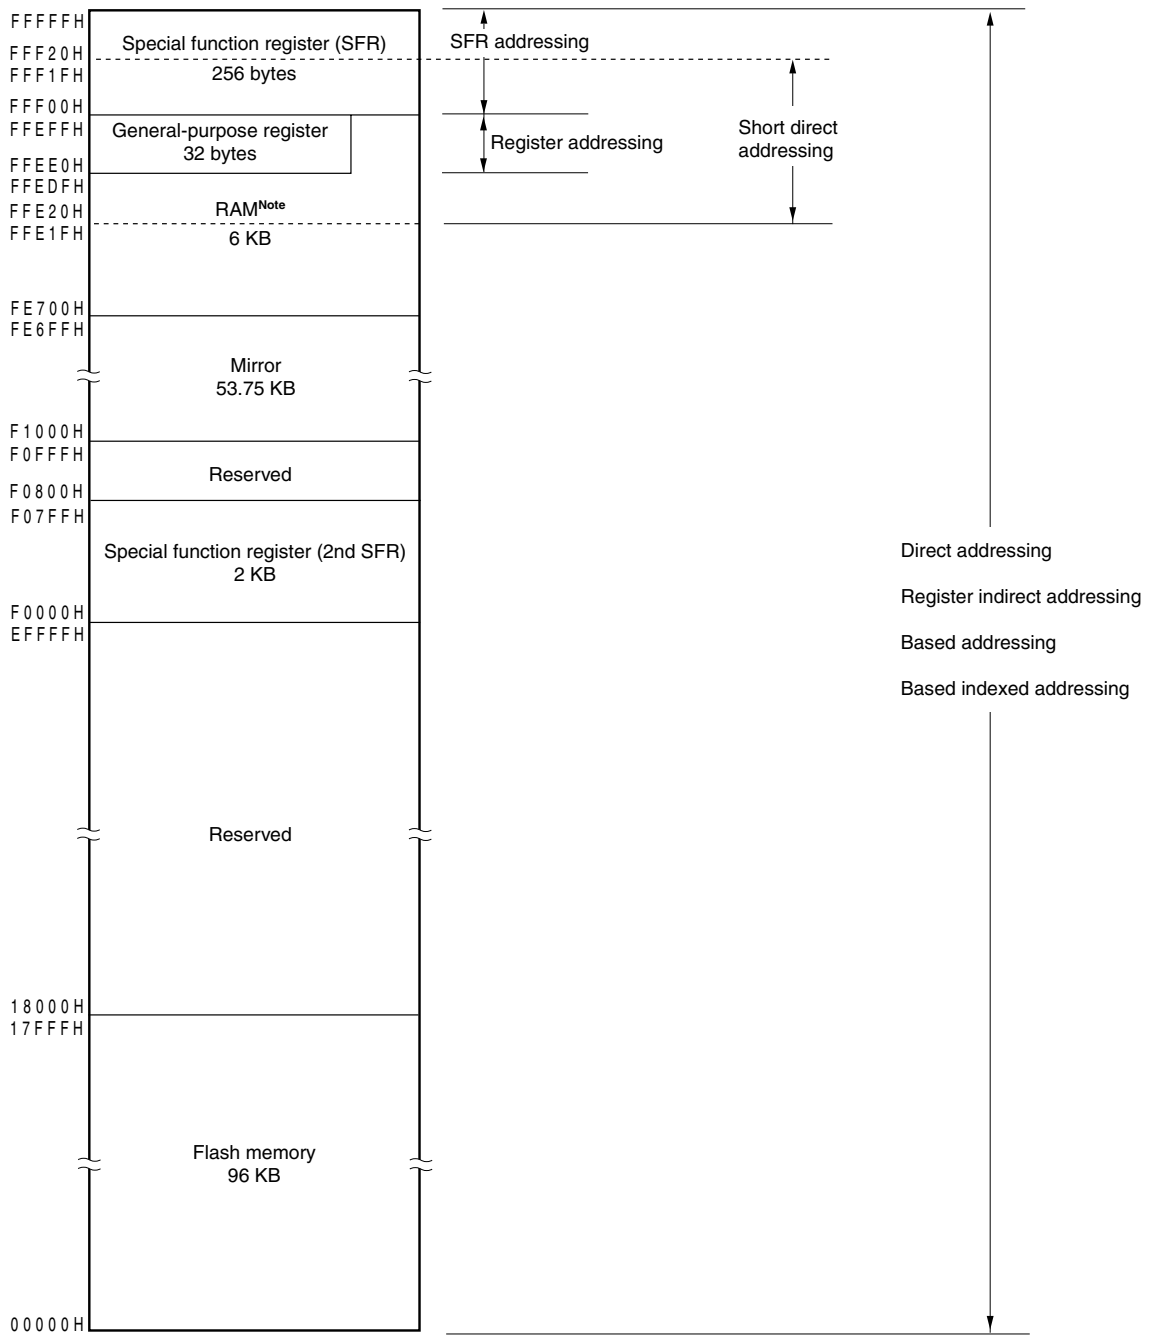 FFFFFH
Special function register (SFR)
SFR addressing
FFF20H
FFF1FH
256 bytes
FFF00H
FFEFFH
General-purpose register
32 bytes
Register addressing
Short direct
addressing
FFEE0H
FFEDFH
FFE20H
RAMNote
FFE1FH
6 KB
FE700H
FE6FFH
Mirror
53.75 KB
F1000H
F0FFFH
Reserved
F0800H
F07FFH
Special function register (2nd SFR)
2 KB
Direct addressing
Register indirect addressing
Based addressing
Based indexed addressing
F0000H
EFFFFH
Reserved
18000H
17FFFH
Flash memory
96 KB
00000H